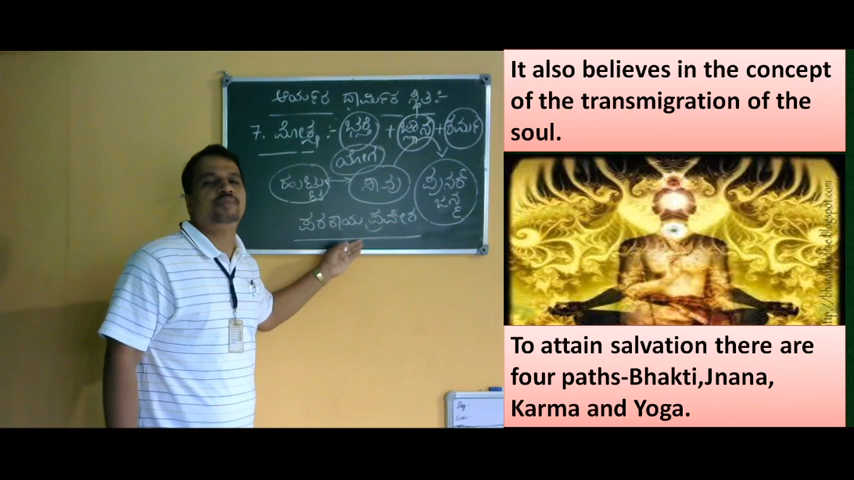 ಆರ್ಯರ ಧಾರ್ಮಿಕ ಸ್ಥಿತಿ:-
7. ಮೋಕ್ಷ :- ಭಕ್ತಿ + ಜ್ಞಾನ + ಕರ್ಮ
ಯೋಗ
ಹುಟ್ಟು ಸಾವು ಪುನರ್
ಜನ್ಮ
ಪರಕಾಯ ಪ್ರವೇಶ
It also believes in the concept
of the transmigration of the
soul.
To attain salvation there are
four paths-Bhakti,Jnana,
Karma and Yoga.